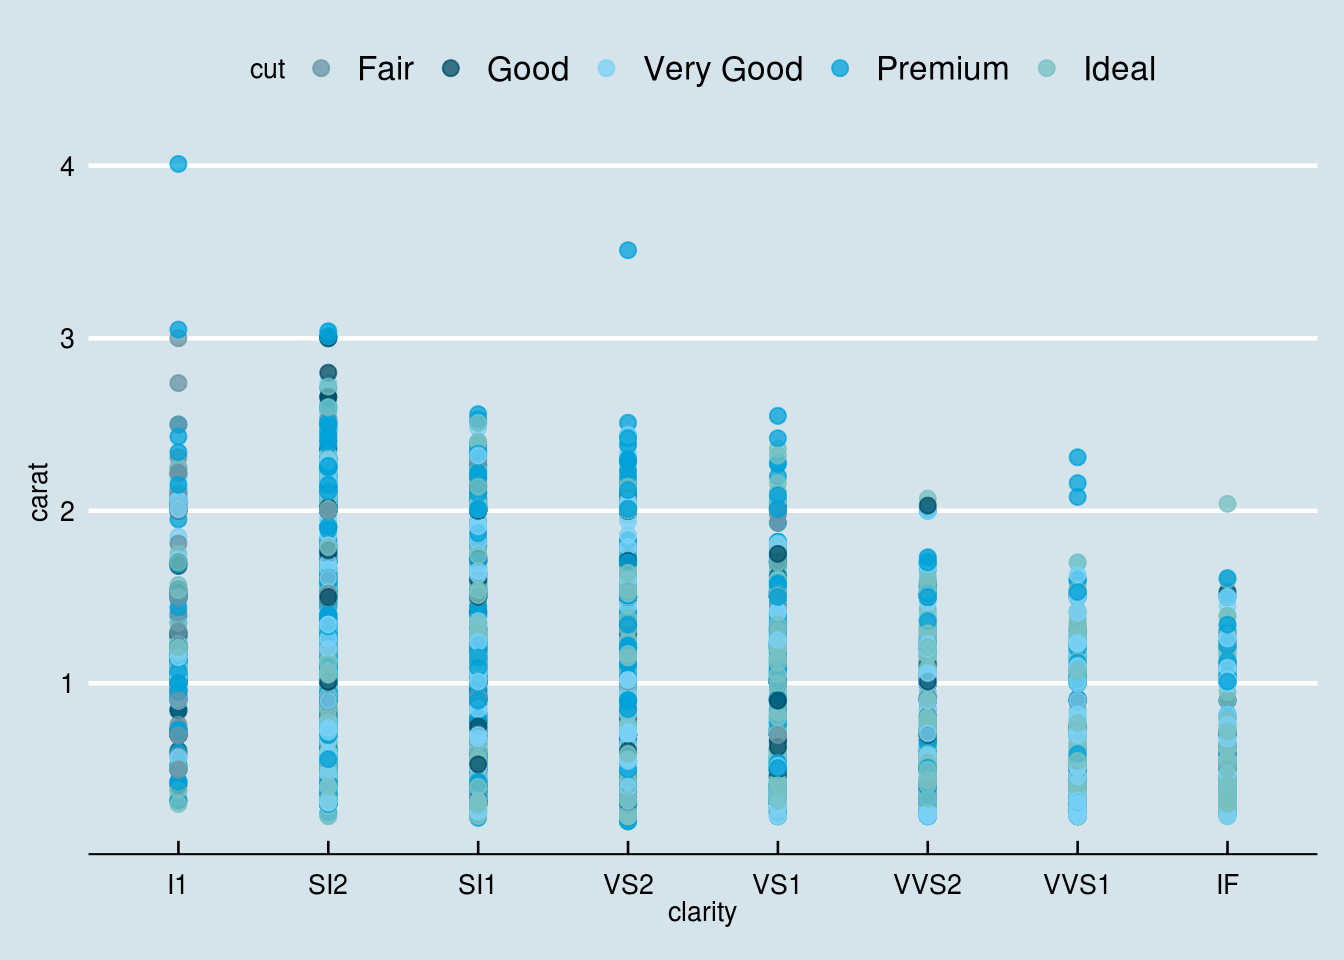 cut Fair Good Very Good Premium Ideal
4
3
2
1
carat
I1 SI2 SI1 VS2 VS1 VVS2 VVS1 IF
clarity